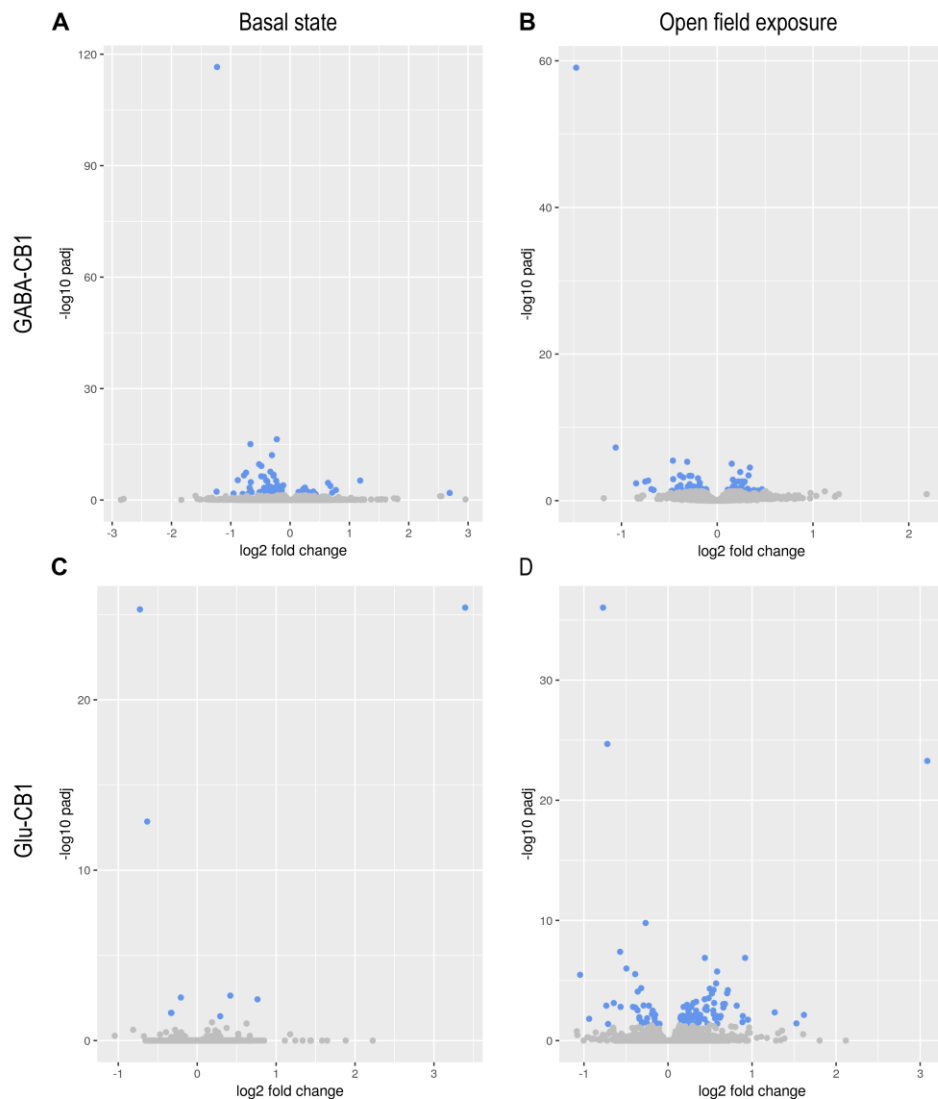 A Basal state
B Open field exposure
GABA-CB1
-log10 padj
120
90
60
30
0
-3 -2 -1 0 1 2 3
log2 fold change
-log10 padj
60
40
20
0
-1 0 1 2
log2 fold change
C
Glu-CB1
-log10 padj
20
10
0
-1 0 1 2 3
log2 fold change
D
-log10 padj
30
20
10
0
-1 0 1 2 3
log2 fold change